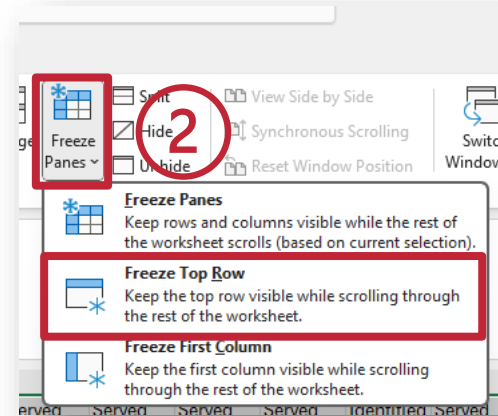 Split
View Side by Side
Freeze
Panes
2
Hide
Synchronous Scrolling
Unhide
Reset Window Position
Freeze Panes
Keep rows and columns visible while the rest of
the worksheet scrolls (based on current selection).
Freeze Top Row
Keep the top row visible while scrolling through
the rest of the worksheet.
Freeze First Column
Keep the first column visible while scrolling
through the rest of the worksheet.
Served Served Served Identified Served